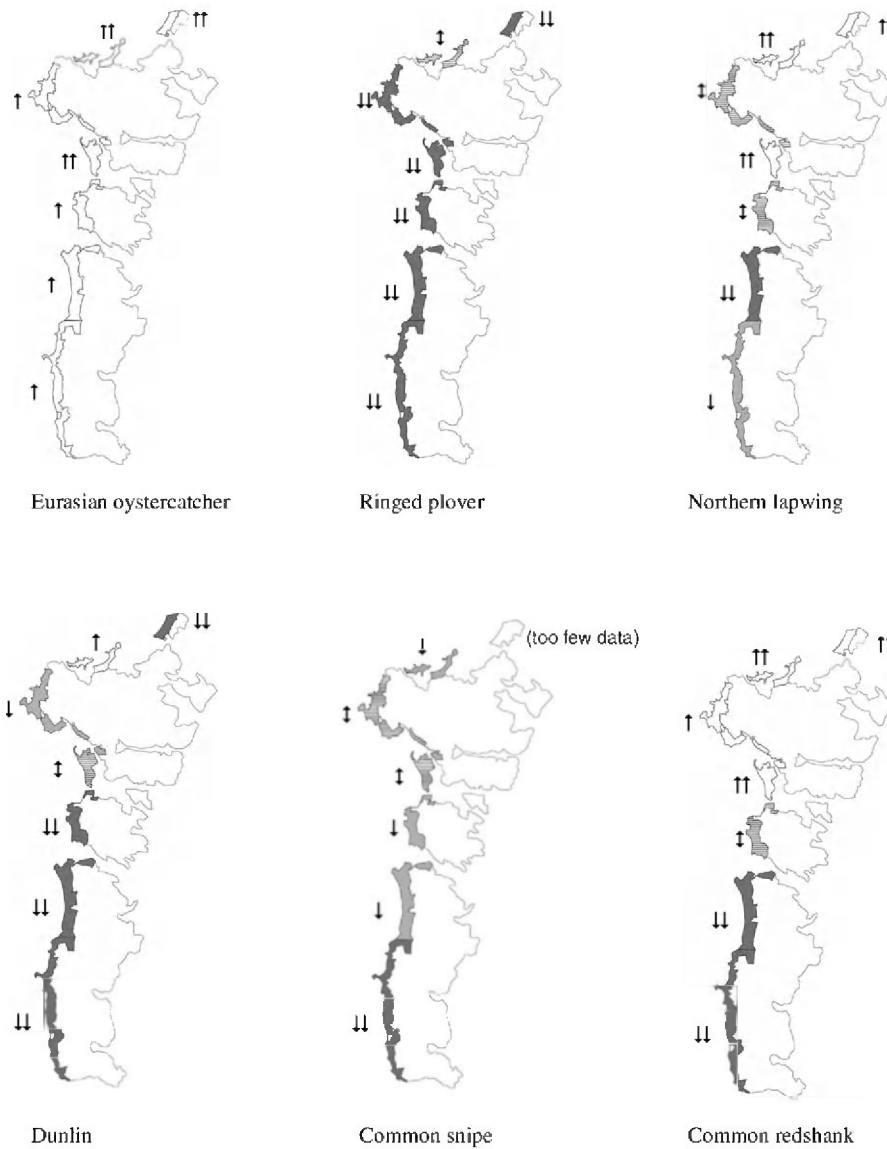 Eurasian oystercatcher
Ringed plover
Northern lapwing
(too few data)
Dunlin
Common snipe
Common redshank